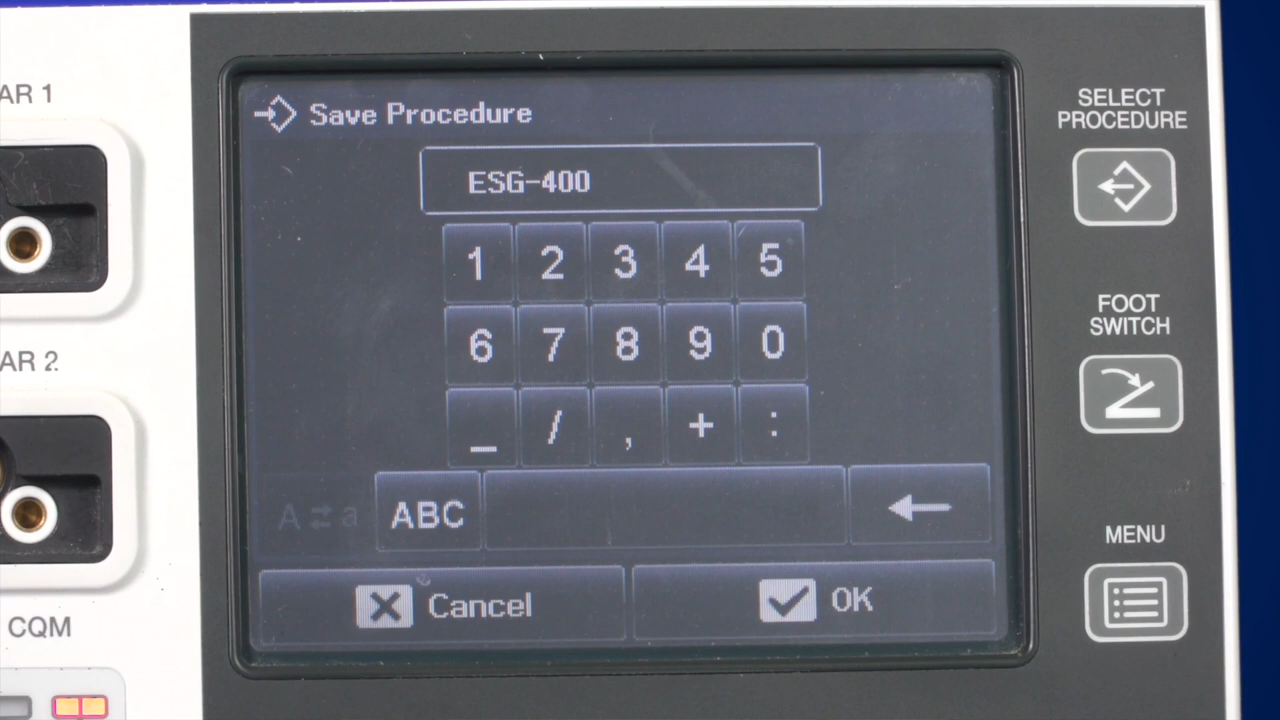 AR 1
AR 2
CQM
Save Procedure
ESG-400
1 2 3 4 5
6 7 8 9 0
_ / , + :
A ⇄ a ABC ←
Cancel OK
SELECT
PROCEDURE
FOOT
SWITCH
MENU